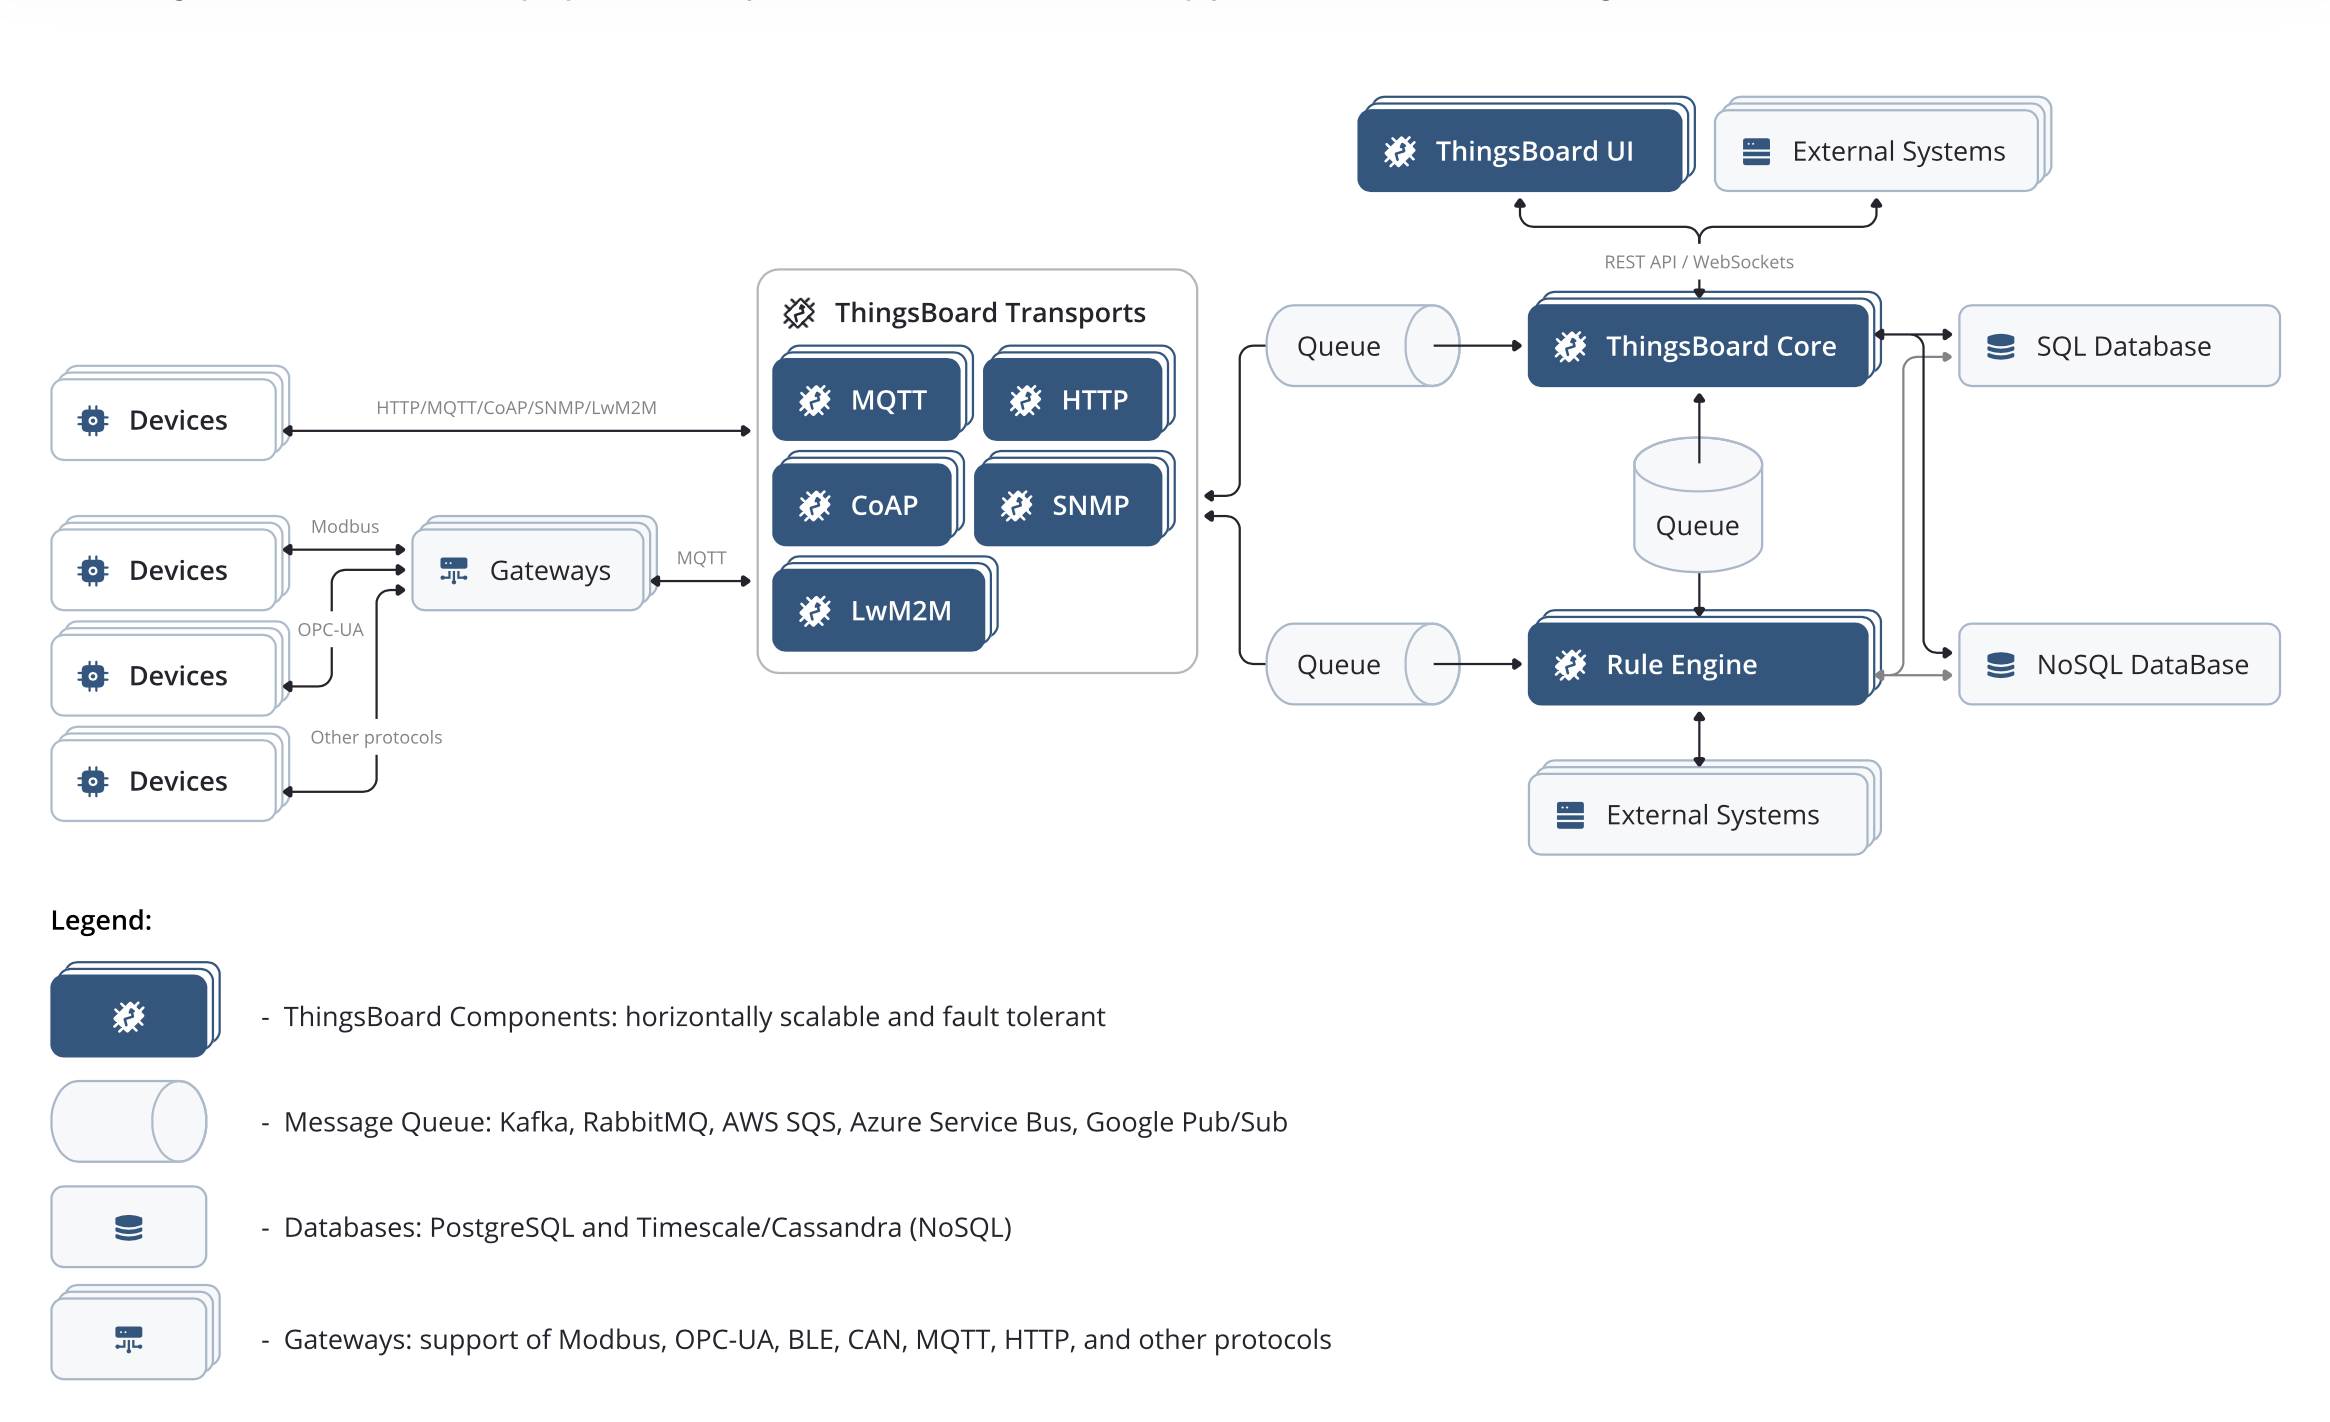 ThingsBoard UI
External Systems
REST API / WebSockets
ThingsBoard Transports
Queue
ThingsBoard Core
SQL Database
MQTT
HTTP
Devices
HTTP/MQTT/CoAP/SNMP/LwM2M
CoAP
SNMP
Queue
Modbus
Devices
Gateways
MQTT
LwM2M
OPC-UA
Devices
Queue
Rule Engine
NoSQL DataBase
Other protocols
Devices
External Systems
Legend:
- ThingsBoard Components: horizontally scalable and fault tolerant
- Message Queue: Kafka, RabbitMQ, AWS SQS, Azure Service Bus, Google Pub/Sub
- Databases: PostgreSQL and Timescale/Cassandra (NoSQL)
- Gateways: support of Modbus, OPC-UA, BLE, CAN, MQTT, HTTP, and other protocols